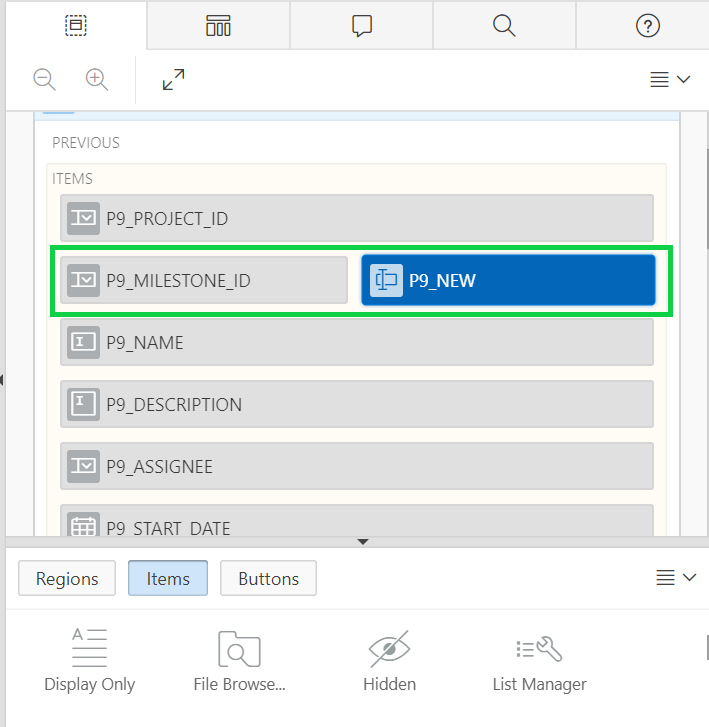 PREVIOUS
ITEMS
P9_PROJECT_ID
P9_MILESTONE_ID P9_NEW
P9_NAME
P9_DESCRIPTION
P9_ASSIGNEE
P9_START_DATE
Regions Items Buttons
Display Only File Browse... Hidden List Manager